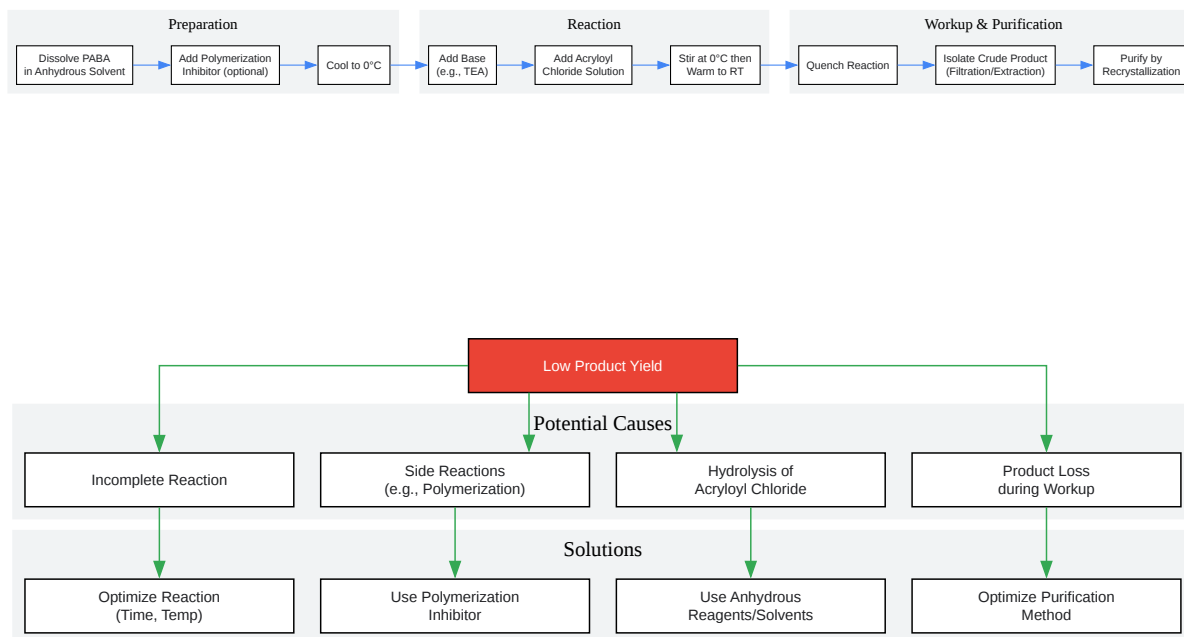 Preparation
Reaction
Workup & Purification
Dissolve PABA
in Anhydrous Solvent
Add Polymerization
Inhibitor (optional)
Cool to 0°C
Add Base
(e.g., TEA)
Add Acryloyl
Chloride Solution
Stir at 0°C then
Warm to RT
Quench Reaction
Isolate Crude Product
(Filtration/Extraction)
Purify by
Recrystallization
Low Product Yield
Potential Causes
Incomplete Reaction
Side Reactions
(e.g., Polymerization)
Hydrolysis of
Acryloyl Chloride
Product Loss
during Workup
Solutions
Optimize Reaction
(Time, Temp)
Use Polymerization
Inhibitor
Use Anhydrous
Reagents/Solvents
Optimize Purification
Method